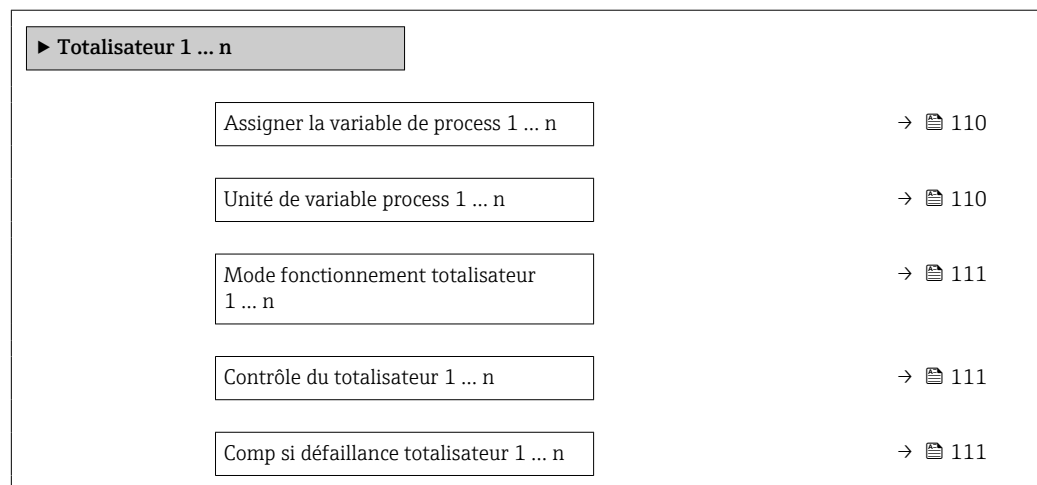 ▶ Totalisateur 1 … n
Assigner la variable de process 1 … n → 110
Unité de variable process 1 … n → 110
Mode fonctionnement totalisateur → 111
1 … n
Contrôle du totalisateur 1 … n → 111
Comp si défaillance totalisateur 1 … n → 111